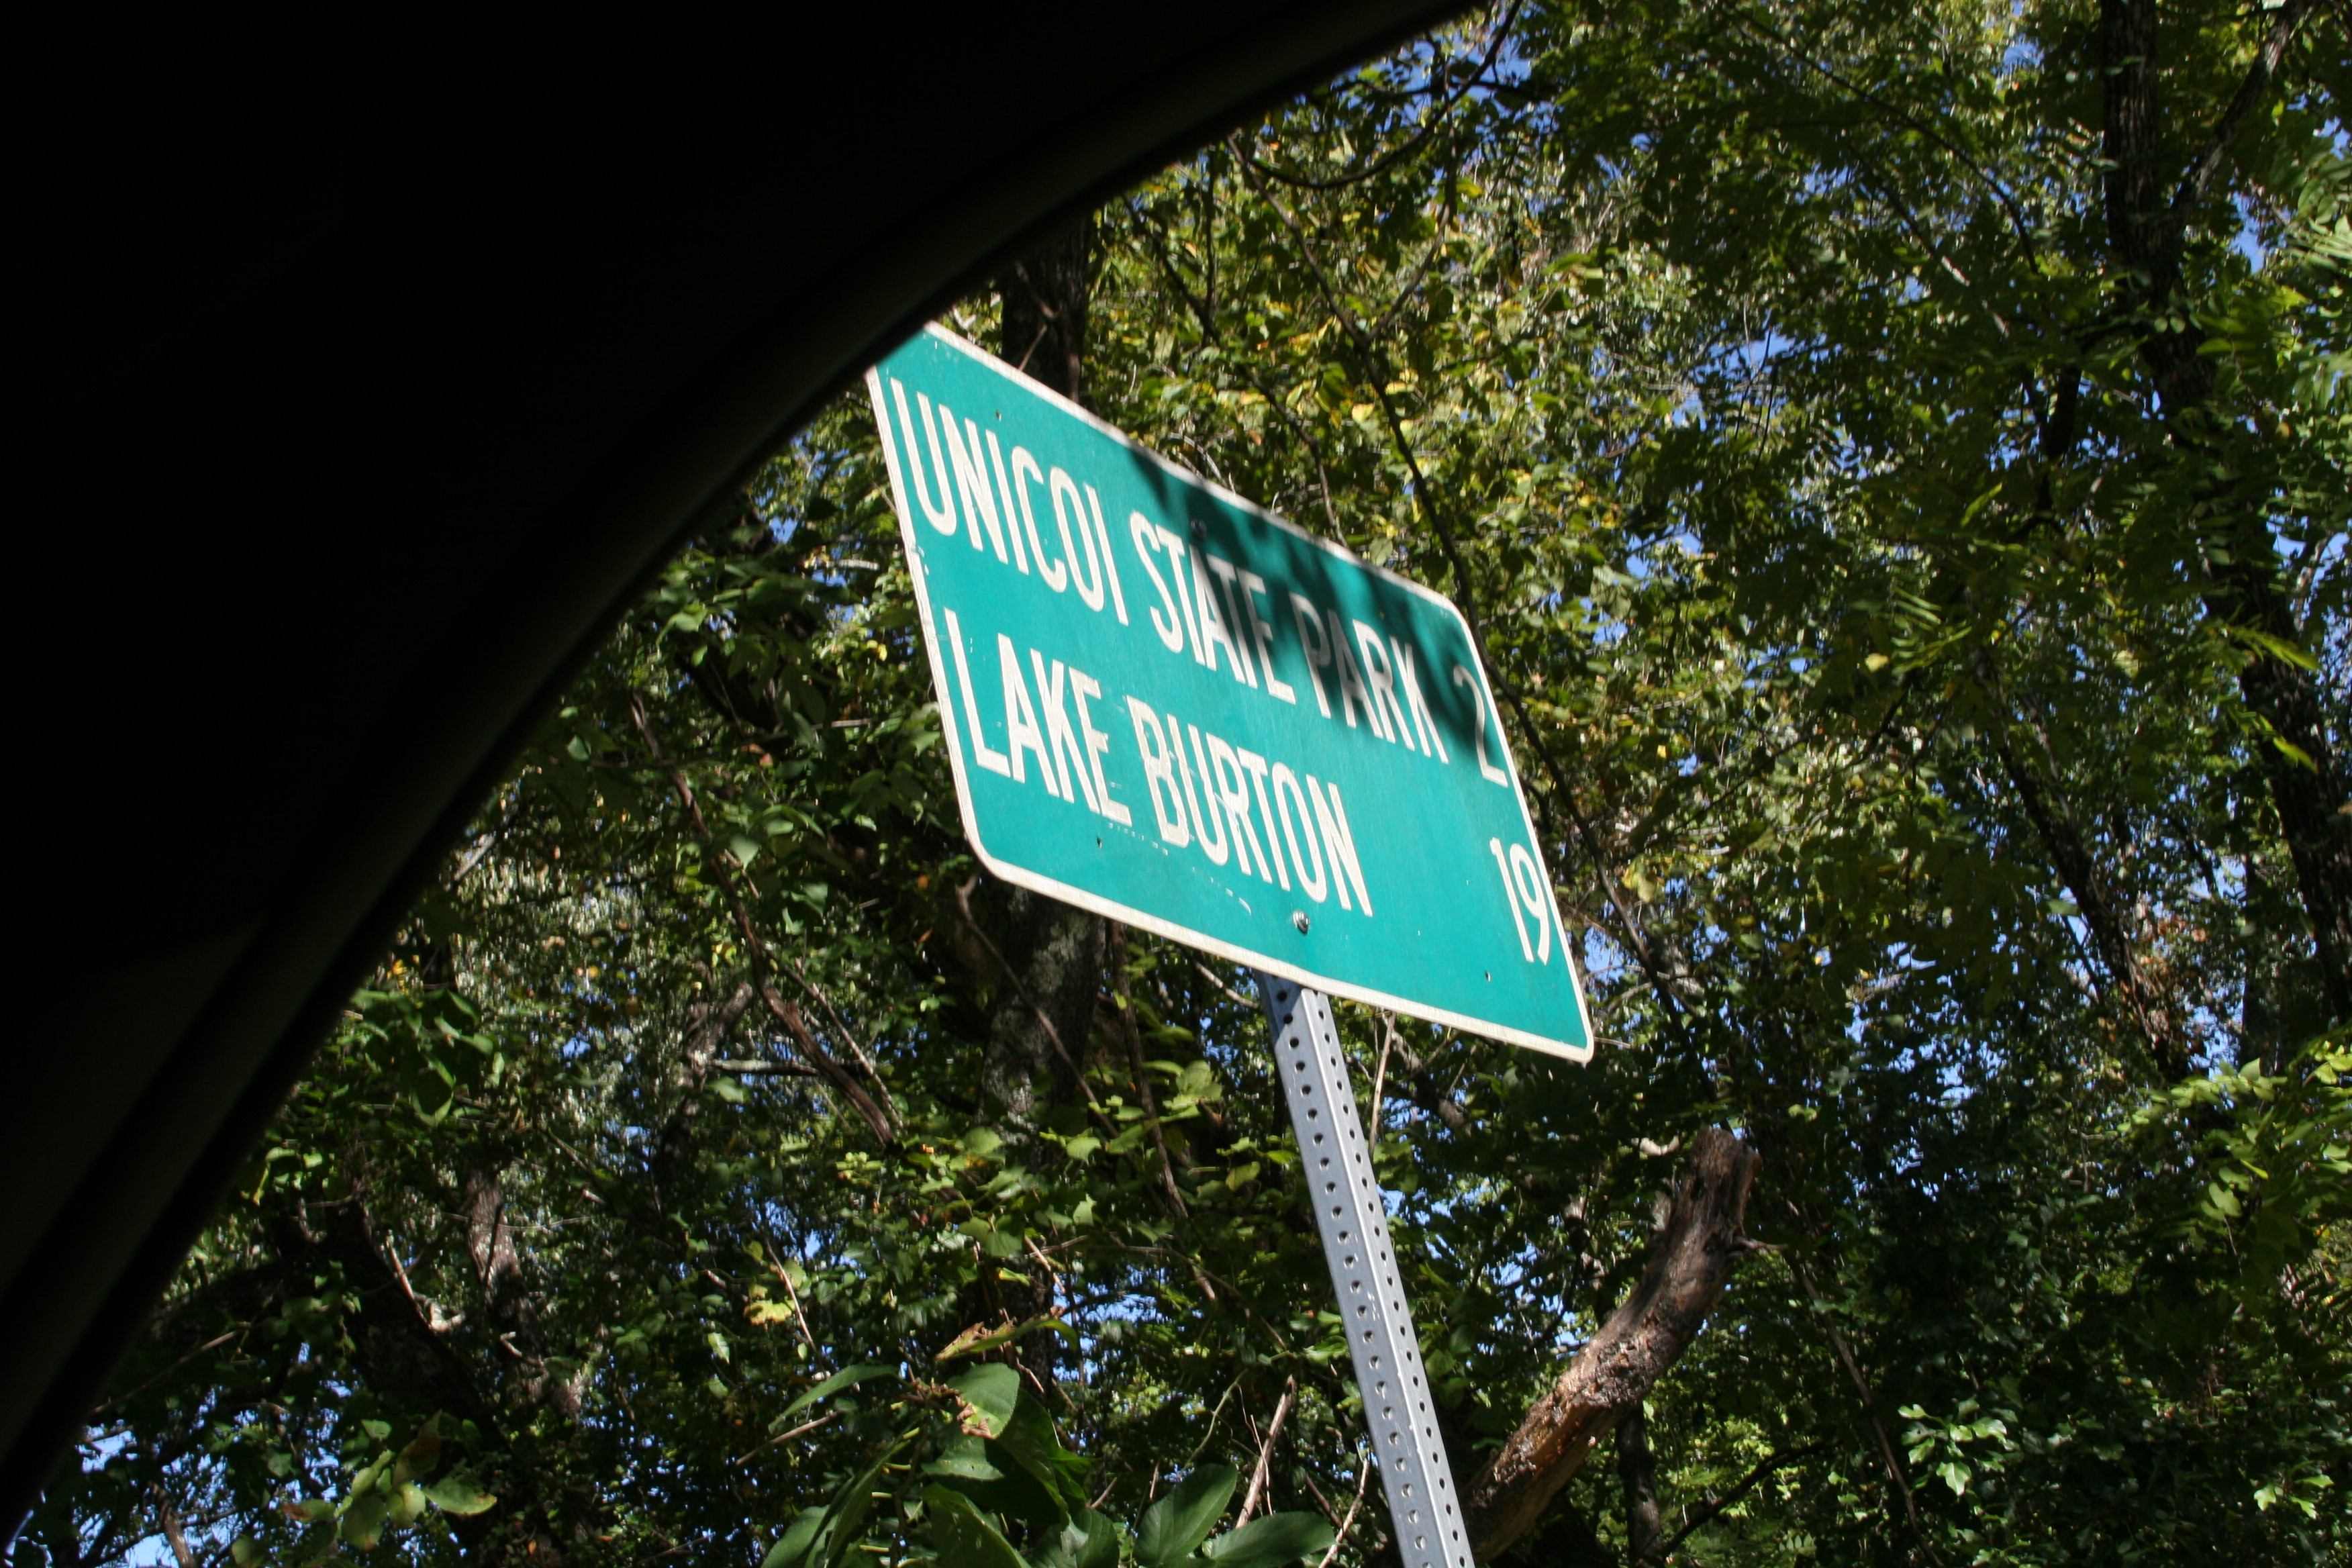 UNICOI STATE PARK 2
LAKE BURTON 19